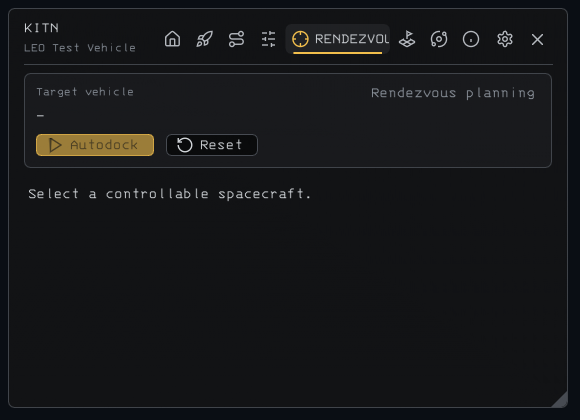 KITN
LEO Test Vehicle
RENDEZVOU
Target vehicle
Rendezvous planning
–
Autodock
Reset
Select a controllable spacecraft.